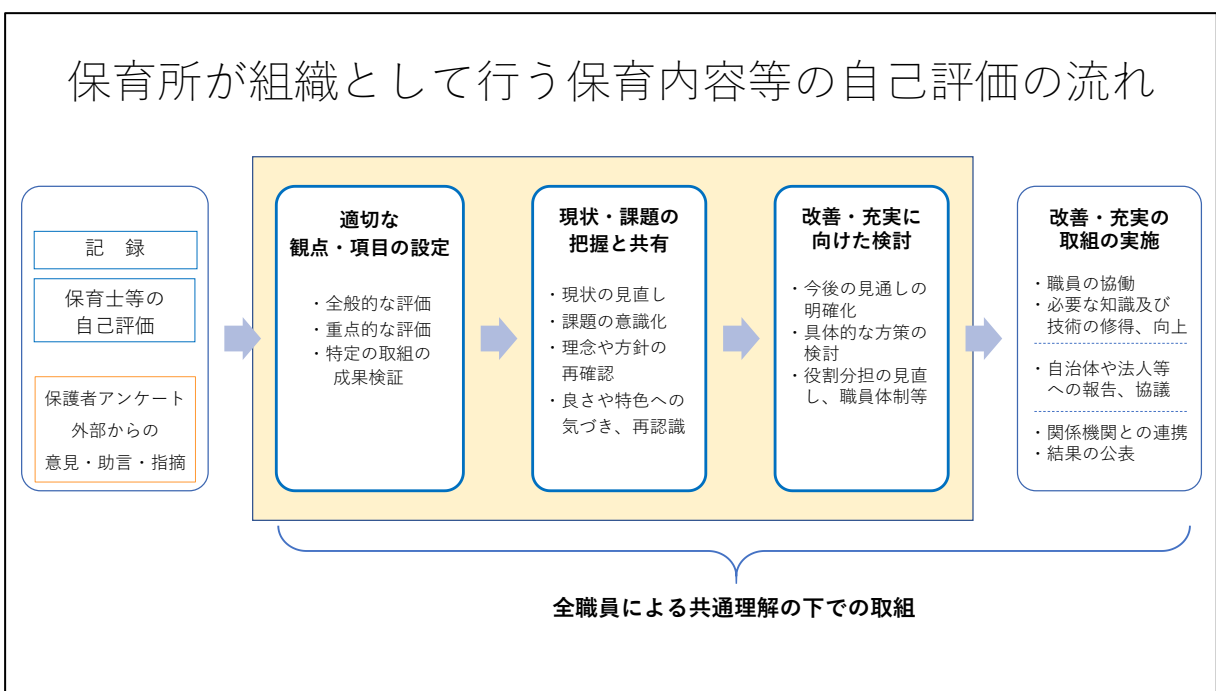 保育所が組織として行う保育内容等の自己評価の流れ
記　録
保育士等の
自己評価
保護者アンケート
外部からの
意見・助言・指摘
適切な
観点・項目の設定
・全般的な評価
・重点的な評価
・特定の取組の
成果検証
現状・課題の
把握と共有
・現状の見直し
・課題の意識化
・理念や方針の
再確認
・良さや特色への
気づき、再認識
改善・充実に
向けた検討
・今後の見通しの
明確化
・具体的な方策の
検討
・役割分担の見直
し、職員体制等
改善・充実の
取組の実施
・職員の協働
・必要な知識及び
技術の修得、向上
・自治体や法人等
への報告、協議
・関係機関との連携
・結果の公表
全職員による共通理解の下での取組